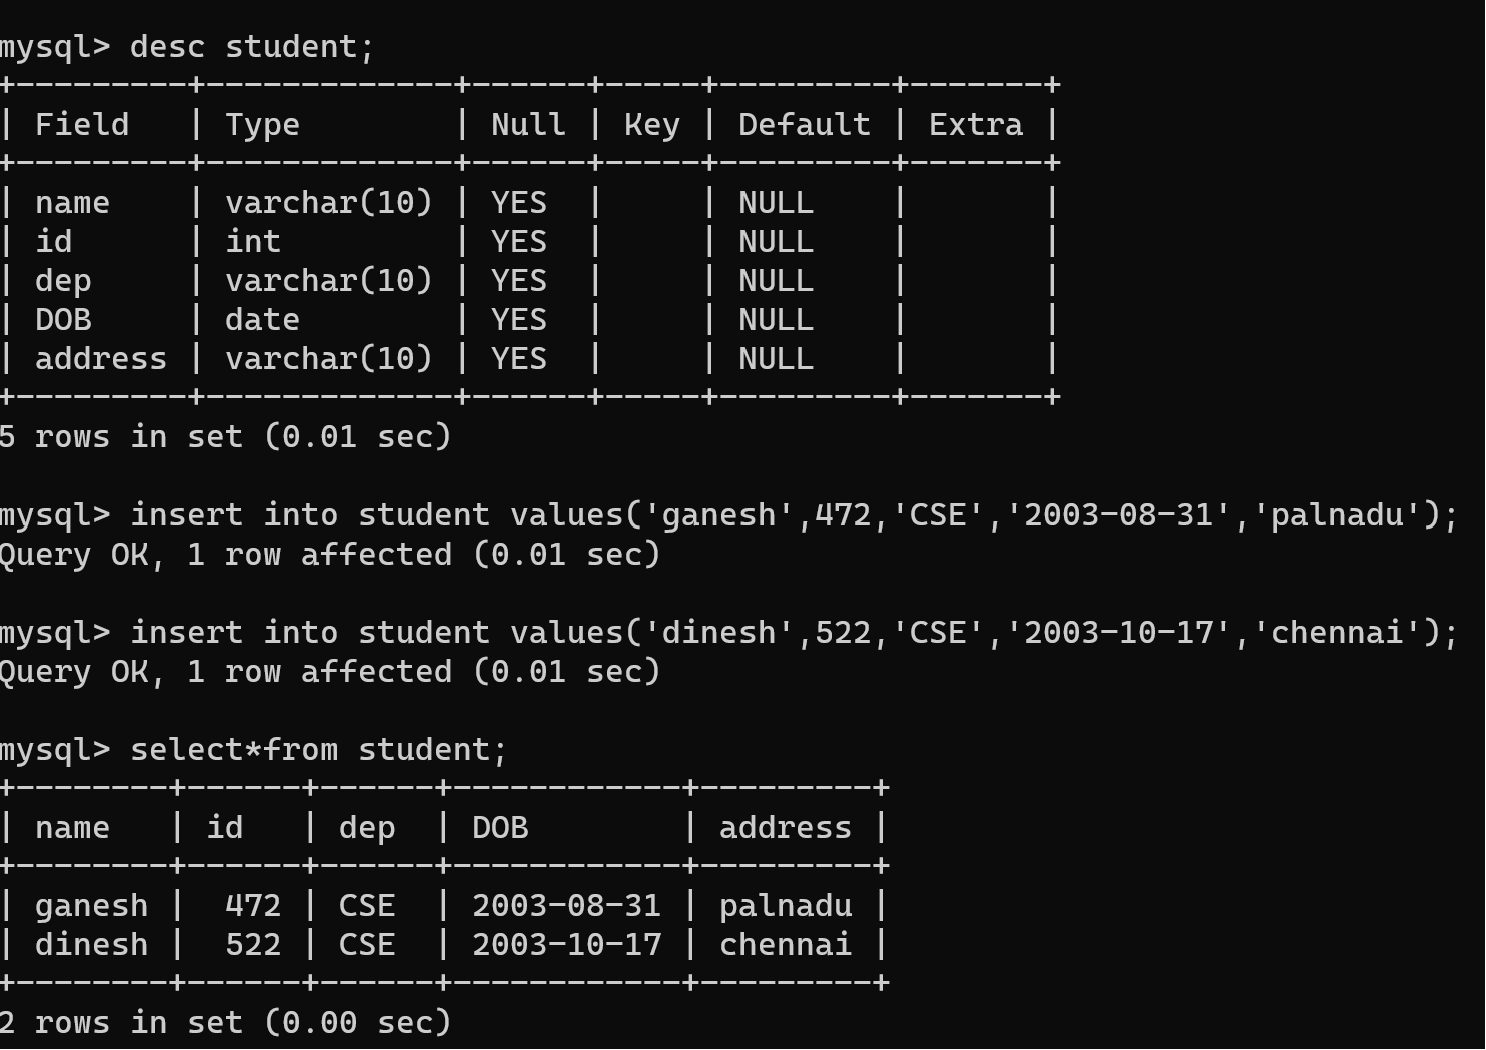 mysql> desc student;
+---------+-------------+------+-----+---------+-------+
| Field   | Type        | Null | Key | Default | Extra |
+---------+-------------+------+-----+---------+-------+
| name    | varchar(10) | YES  |     | NULL    |       |
| id      | int         | YES  |     | NULL    |       |
| dep     | varchar(10) | YES  |     | NULL    |       |
| DOB     | date        | YES  |     | NULL    |       |
| address | varchar(10) | YES  |     | NULL    |       |
+---------+-------------+------+-----+---------+-------+
5 rows in set (0.01 sec)
mysql> insert into student values('ganesh',472,'CSE','2003-08-31','palnadu');
Query OK, 1 row affected (0.01 sec)
mysql> insert into student values('dinesh',522,'CSE','2003-10-17','chennai');
Query OK, 1 row affected (0.01 sec)
mysql> select*from student;
+--------+------+------+------------+---------+
| name   | id   | dep  | DOB        | address |
+--------+------+------+------------+---------+
| ganesh |  472 | CSE  | 2003-08-31 | palnadu |
| dinesh |  522 | CSE  | 2003-10-17 | chennai |
+--------+------+------+------------+---------+
2 rows in set (0.00 sec)